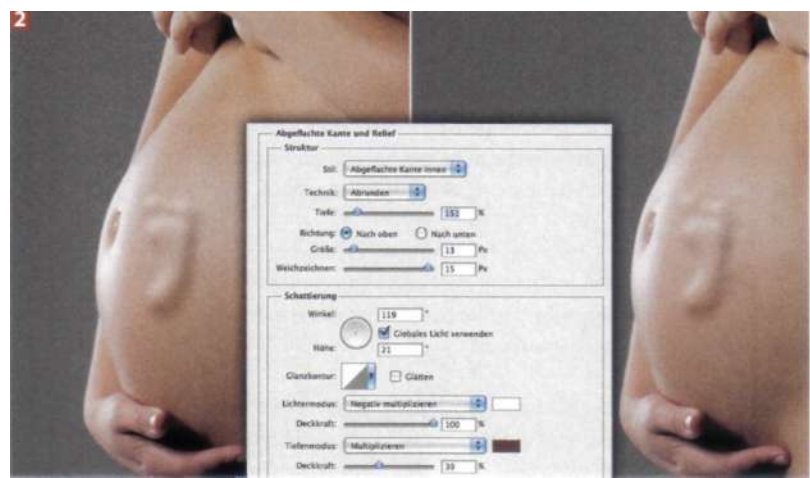 2
Abgeflachte Kante und Relief
Struktur
Stil: Abgeflachte Kante innen
Technik: Abrunden
Tiefe: 151 %
Richtung: Nach oben Nach unten
Größe: 13 Px
Weichzeichnen: 15 Px
Schattierung
Winkel: 119 °
Globales Licht verwenden
Höhe: 21 °
Glanzkontur: Glätten
Lichtermodus: Negativ multiplizieren
Deckkraft: 100 %
Tiefenmodus: Multiplizieren
Deckkraft: 39 %